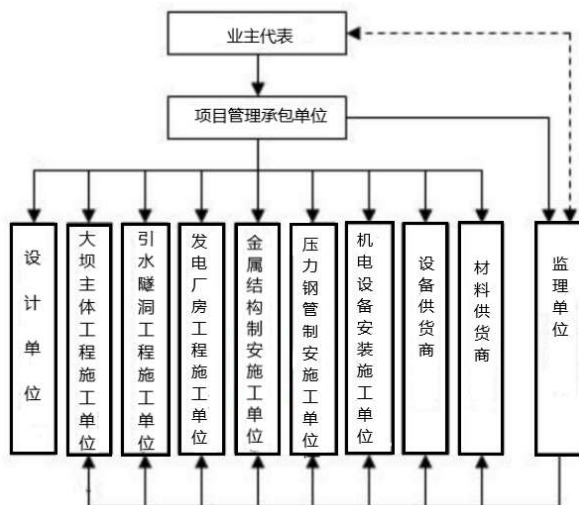 业主代表
项目管理承包单位
设计单位
大坝主体工程施工单位
引水隧洞工程施工单位
发电厂房工程施工单位
金属结构制安施工单位
压力钢管制安施工单位
机电设备安装施工单位
设备供货商
材料供货商
监理单位